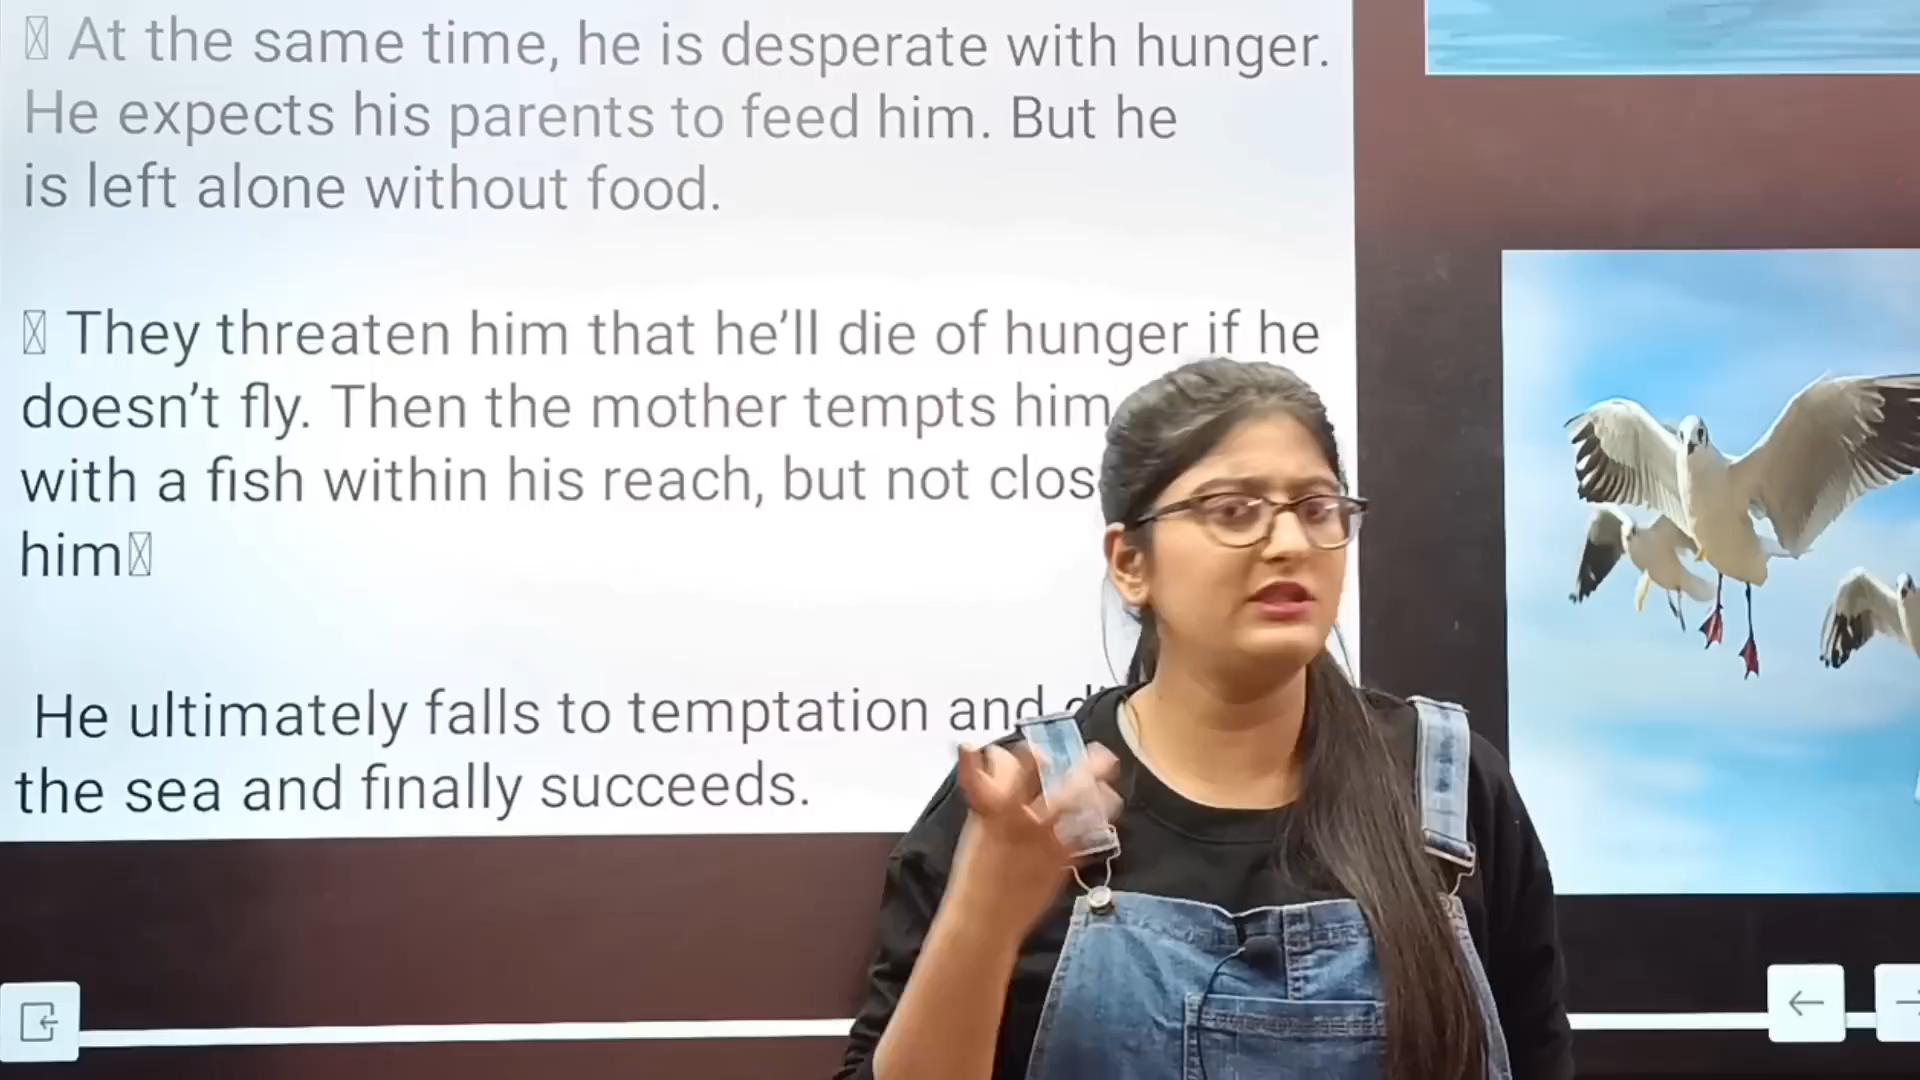 At the same time, he is desperate with hunger.
He expects his parents to feed him. But he
is left alone without food.
They threaten him that he'll die of hunger if he
doesn't fly. Then the mother tempts him
with a fish within his reach, but not
him
He ultimately falls to temptation and
the sea and finally succeeds.